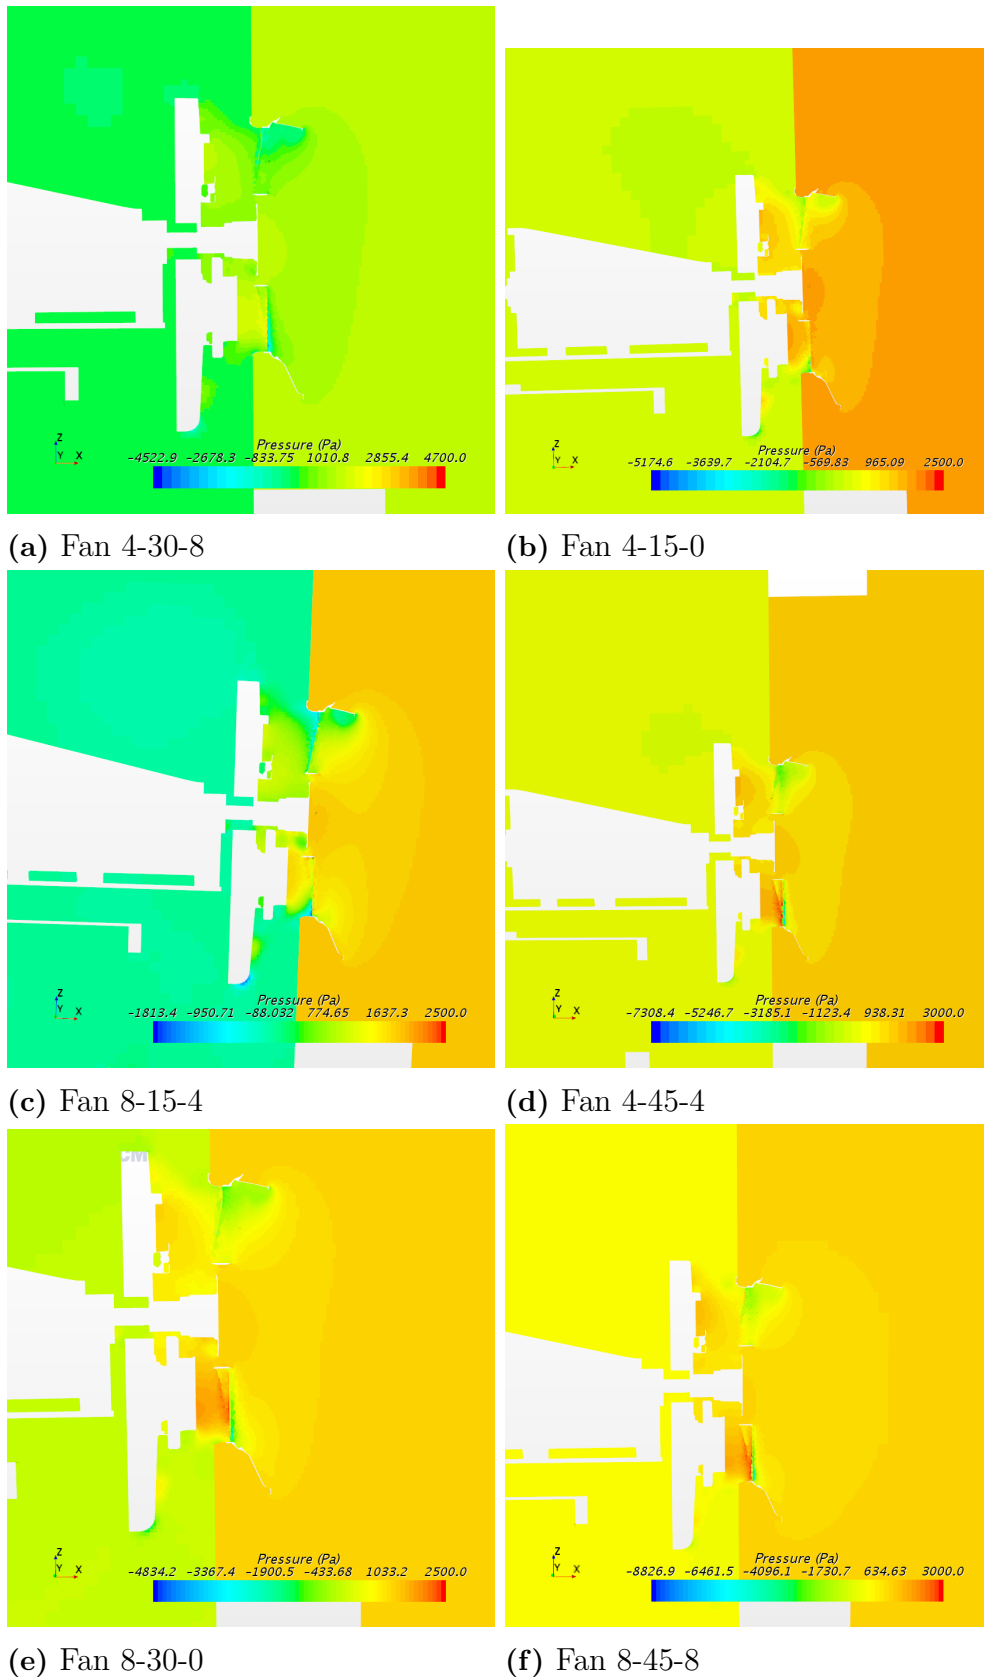 Z
Y X
Pressure (Pa)
-4522.9 -2678.3 -833.75 1010.8 2855.4 4700.0
(a) Fan 4-30-8
Z
Y X
Pressure (Pa)
-5174.6 -3639.7 -2104.7 -569.83 965.09 2500.0
(b) Fan 4-15-0
Z
Y X
Pressure (Pa)
-1813.4 -950.71 -88.032 774.65 1637.3 2500.0
(c) Fan 8-15-4
Z
Y X
Pressure (Pa)
-7308.4 -5246.7 -3185.1 -1123.4 938.31 3000.0
(d) Fan 4-45-4
CM
Z
Y X
Pressure (Pa)
-4834.2 -3367.4 -1900.5 -433.68 1033.2 2500.0
(e) Fan 8-30-0
Z
Y X
Pressure (Pa)
-8826.9 -6461.5 -4096.1 -1730.7 634.63 3000.0
(f) Fan 8-45-8